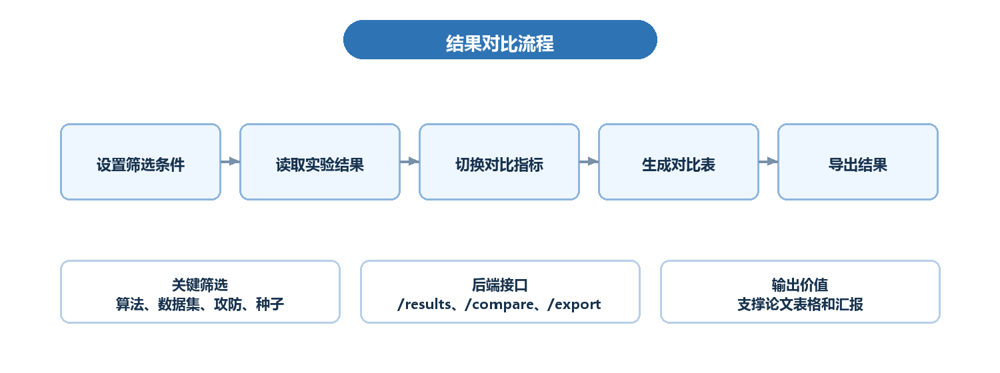 结果对比流程
设置筛选条件
读取实验结果
切换对比指标
生成对比表
导出结果
关键筛选
算法、数据集、攻防、种子
后端接口
/results、/compare、/export
输出价值
支撑论文表格和汇报